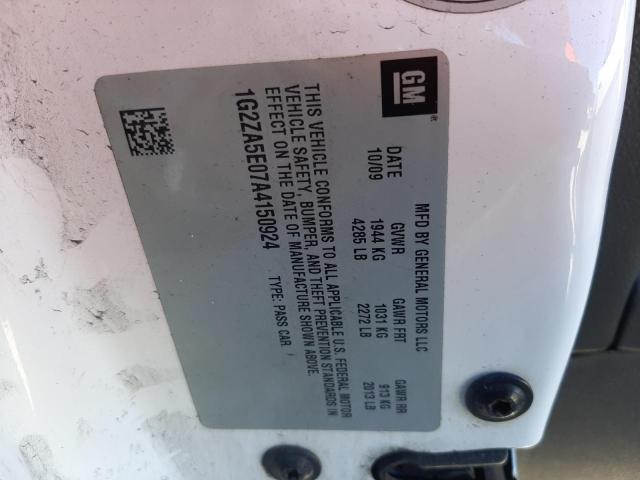 GM
®
MFD BY GENERAL MOTORS LLC
DATE GVWR GAWR FRT GAWR RR
10/09 1944 KG 1031 KG 913 KG
4285 LB 2272 LB 2013 LB
THIS VEHICLE CONFORMS TO ALL APPLICABLE U.S. FEDERAL MOTOR
VEHICLE SAFETY, BUMPER, AND THEFT PREVENTION STANDARDS IN
EFFECT ON THE DATE OF MANUFACTURE SHOWN ABOVE.
1G2ZA5E07A4150924 TYPE: PASS CAR